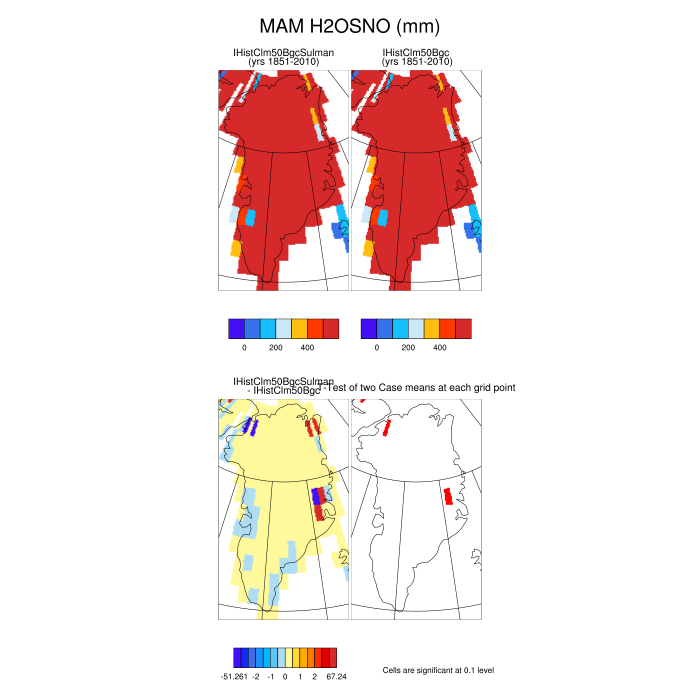 MAM H2OSNO (mm)
IHistClm50BgcSulman
(yrs 1851-2010)
IHistClm50Bgc
(yrs 1851-2010)
0 200 400
0 200 400
IHistClm50BgcSulman
- IHistClm50Bgc
T-Test of two Case means at each grid point
-51.261 -2 -1 0 1 2 67.24
Cells are significant at 0.1 level